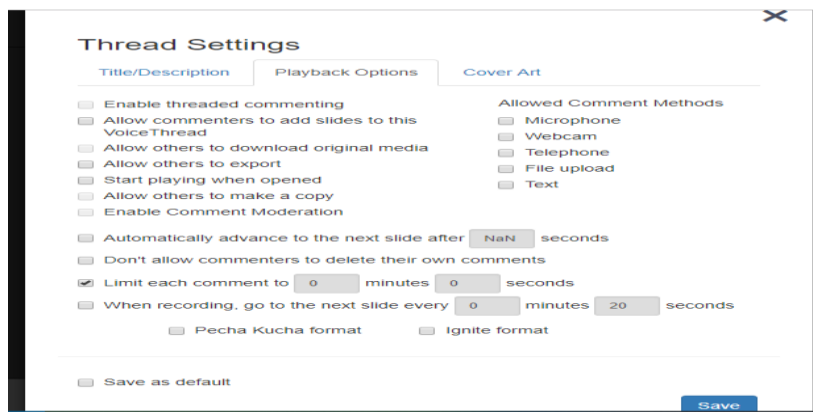 Thread Settings
Title/Description Playback Options Cover Art
Enable threaded commenting
Allow commenters to add slides to this
VoiceThread
Allow others to download original media
Allow others to export
Start playing when opened
Allow others to make a copy
Enable Comment Moderation
Allowed Comment Methods
Microphone
Webcam
Telephone
File upload
Text
Automatically advance to the next slide after NaN seconds
Don't allow commenters to delete their own comments
Limit each comment to 0 minutes 0 seconds
When recording, go to the next slide every 0 minutes 20 seconds
Pecha Kucha format Ignite format
Save as default
Save